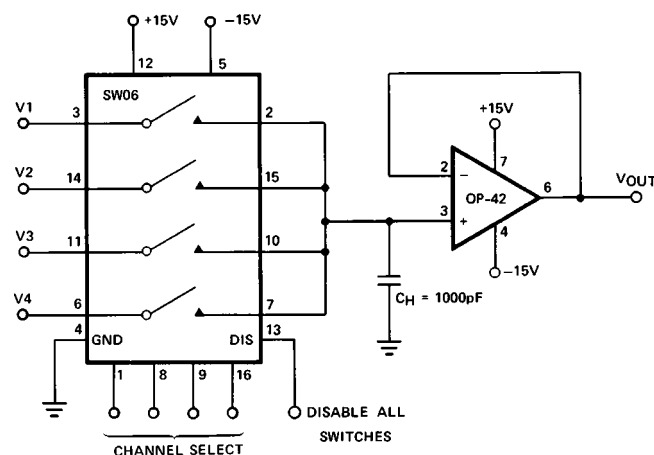 +15V
-15V
12
5
SW06
V1
3
2
V2
14
15
V3
11
10
V4
6
7
4
GND
DIS
13
1
8
9
16
CHANNEL SELECT
DISABLE ALL
SWITCHES
+15V
7
2
−
OP-42
6
VOUT
3
+
4
-15V
CH = 1000pF